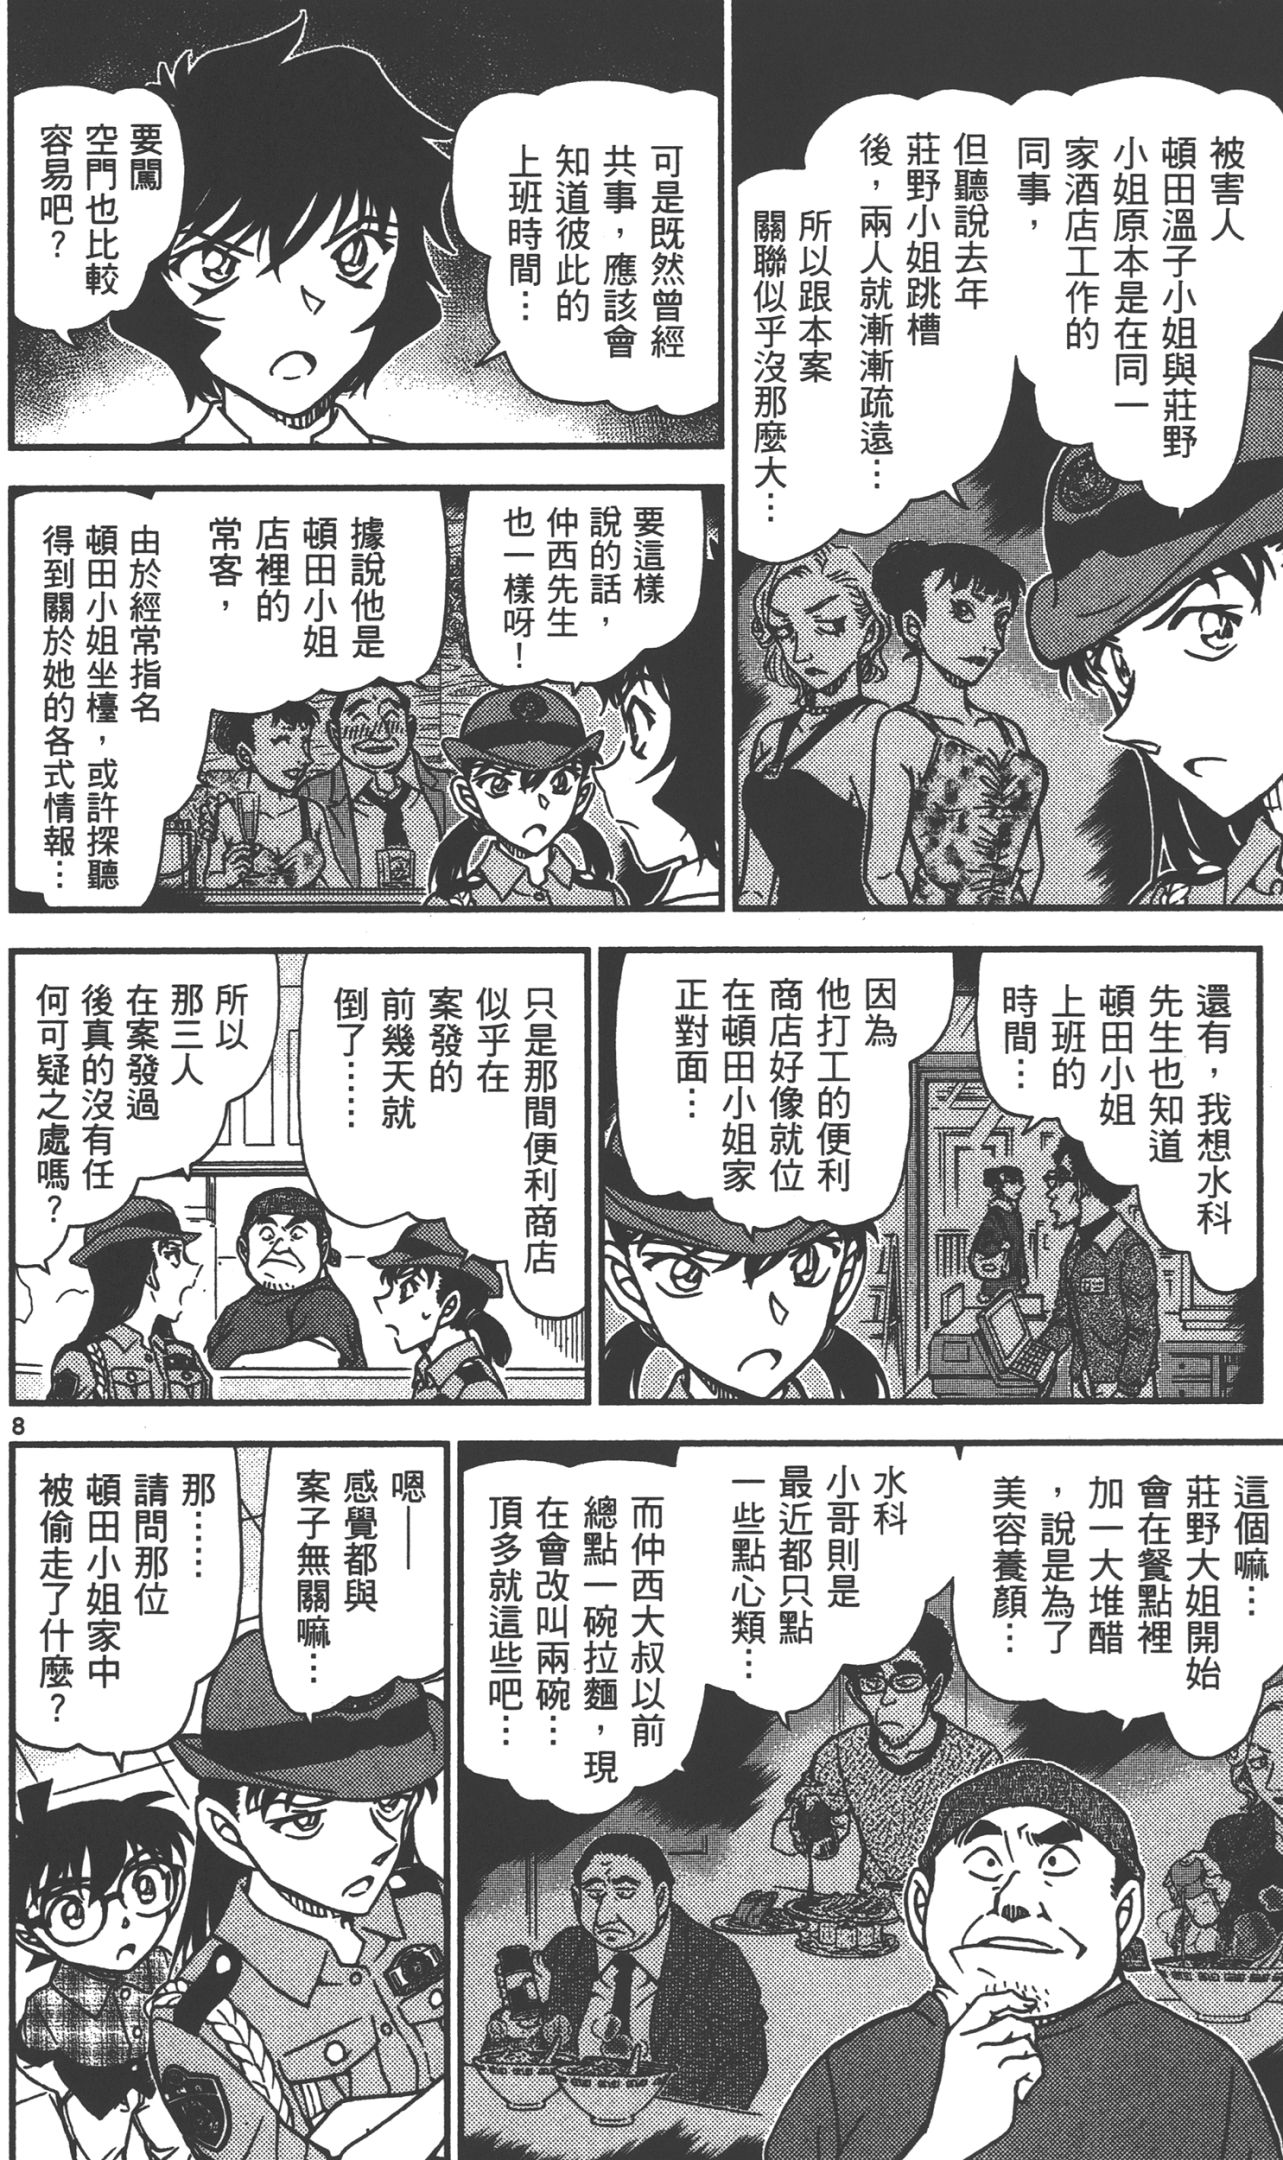 被害人
頓田溫子小姐與莊野
小姐原本是在同一
家酒店工作的
同事，
但聽說去年
莊野小姐跳槽
後，兩人就漸漸疏遠…
所以跟本案
關聯似乎沒那麼大…
可是既然曾經
共事，應該會
知道彼此的
上班時間…
要闖
空門也比較
容易吧？
要這樣
說的話，
仲西先生
也一樣呀！
據說他是
頓田小姐
店裡的
常客，
由於經常指名
頓田小姐坐檯，或許探聽
得到關於她的各式情報…
還有，我想水科
先生也知道
頓田小姐
上班的
時間…
因為
他打工的便利
商店好像就位
在頓田小姐家
正對面…
只是那間便利商店
似乎在
案發的
前幾天就
倒了……
所以
那三人
在案發過
後真的沒有任
何可疑之處嗎？
8
這個嘛…
莊野大姐開始
會在餐點裡
加一大堆醋
，說是為了
美容養顏…
水科
小哥則是
最近都只點
一些點心類…
而仲西大叔以前
總點一碗拉麵，現
在會改叫兩碗…
頂多就這些吧…
嗯——
感覺都與
案子無關嘛…
那……
請問那位
頓田小姐家中
被偷走了什麼？